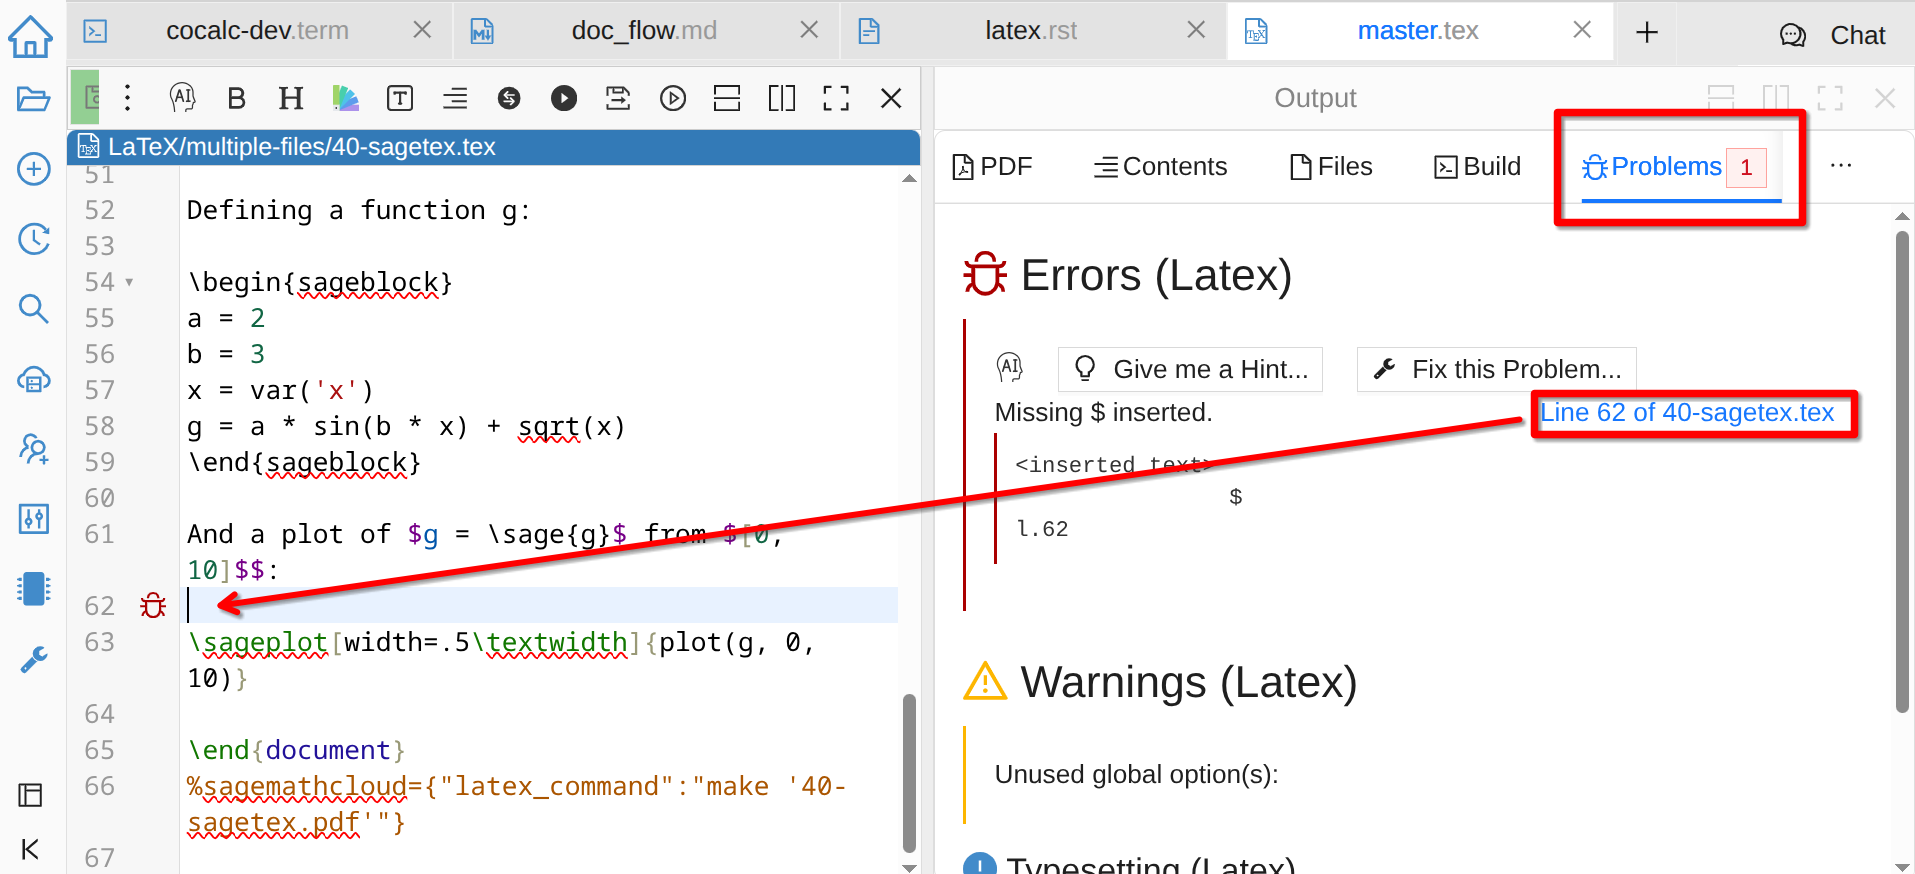 cocalc-dev.term
doc_flow.md
latex.rst
master.tex
Chat
AI
B
H
T
Output
LaTeX/multiple-files/40-sagetex.tex
PDF
Contents
Files
Build
Problems 1
51
52 Defining a function g:
53
54 \begin{sageblock}
55 a = 2
56 b = 3
57 x = var('x')
58 g = a * sin(b * x) + sqrt(x)
59 \end{sageblock}
60
61 And a plot of $g = \sage{g}$ from $[0,
10]$$:
62
63 \sageplot[width=.5\textwidth]{plot(g, 0,
10)}
64
65 \end{document}
66 %sagemathcloud={"latex_command":"make '40-
sagetex.pdf'"}
67
Errors (Latex)
AI
Give me a Hint...
Fix this Problem...
Missing $ inserted.
Line 62 of 40-sagetex.tex
<inserted text>
$
l.62
Warnings (Latex)
Unused global option(s):
Typesetting (Latex)